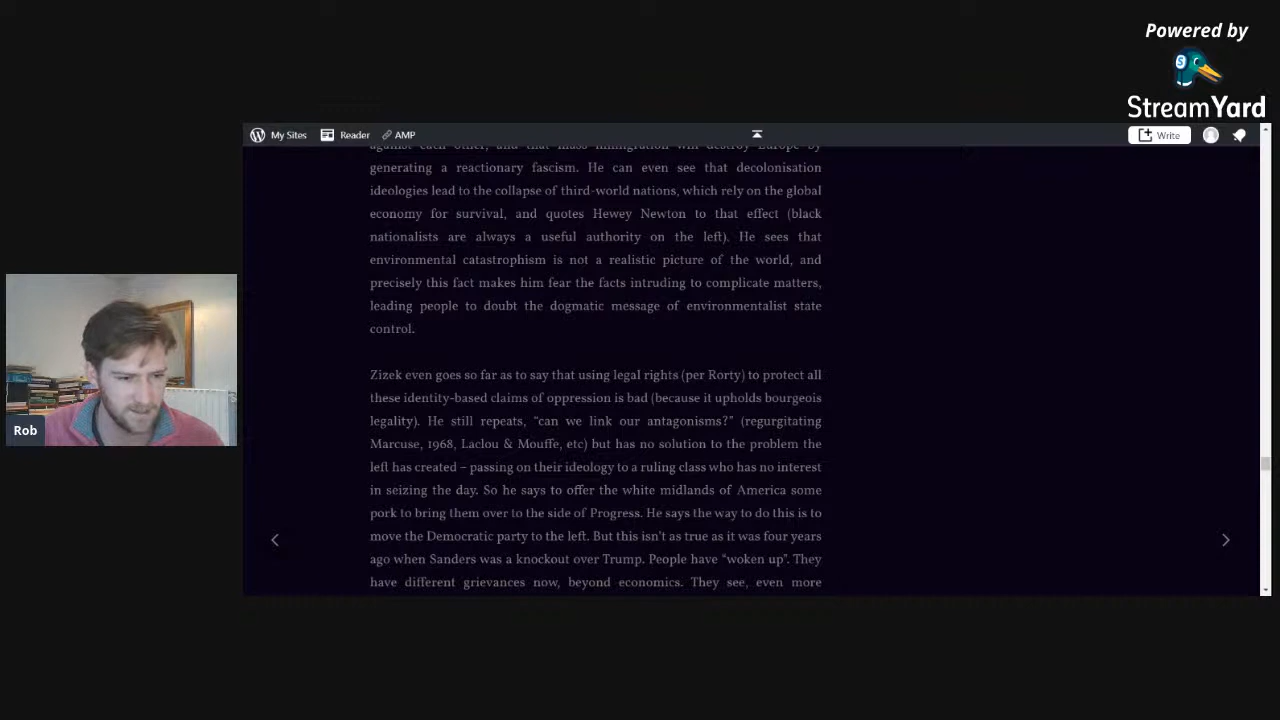 Powered by
StreamYard
My Sites
Reader
AMP
Write
against each other, and that mass immigration will destroy Europe by
generating a reactionary fascism. He can even see that decolonisation
ideologies lead to the collapse of third-world nations, which rely on the global
economy for survival, and quotes Hewey Newton to that effect (black
nationalists are always a useful authority on the left). He sees that
environmental catastrophism is not a realistic picture of the world, and
precisely this fact makes him fear the facts intruding to complicate matters,
leading people to doubt the dogmatic message of environmentalist state
control.
Zizek even goes so far as to say that using legal rights (per Rorty) to protect all
these identity-based claims of oppression is bad (because it upholds bourgeois
legality). He still repeats, “can we link our antagonisms?” (regurgitating
Marcuse, 1968, Laclou & Mouffe, etc) but has no solution to the problem the
left has created – passing on their ideology to a ruling class who has no interest
in seizing the day. So he says to offer the white midlands of America some
pork to bring them over to the side of Progress. He says the way to do this is to
move the Democratic party to the left. But this isn’t as true as it was four years
ago when Sanders was a knockout over Trump. People have “woken up”. They
have different grievances now, beyond economics. They see, even more
Rob